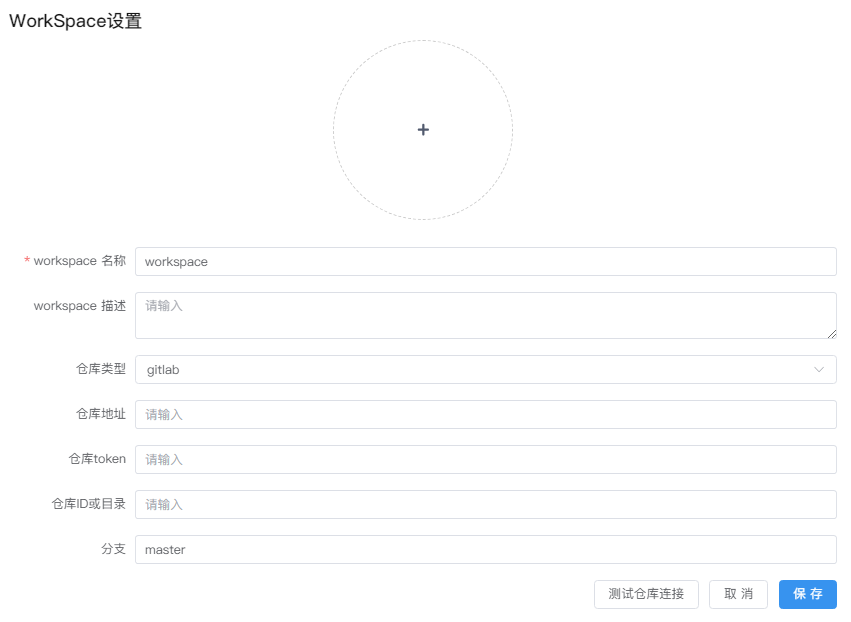 WorkSpace设置
* workspace 名称 workspace
workspace 描述 请输入
仓库类型 gitlab
仓库地址 请输入
仓库token 请输入
仓库ID或目录 请输入
分支 master
测试仓库连接 取 消 保 存